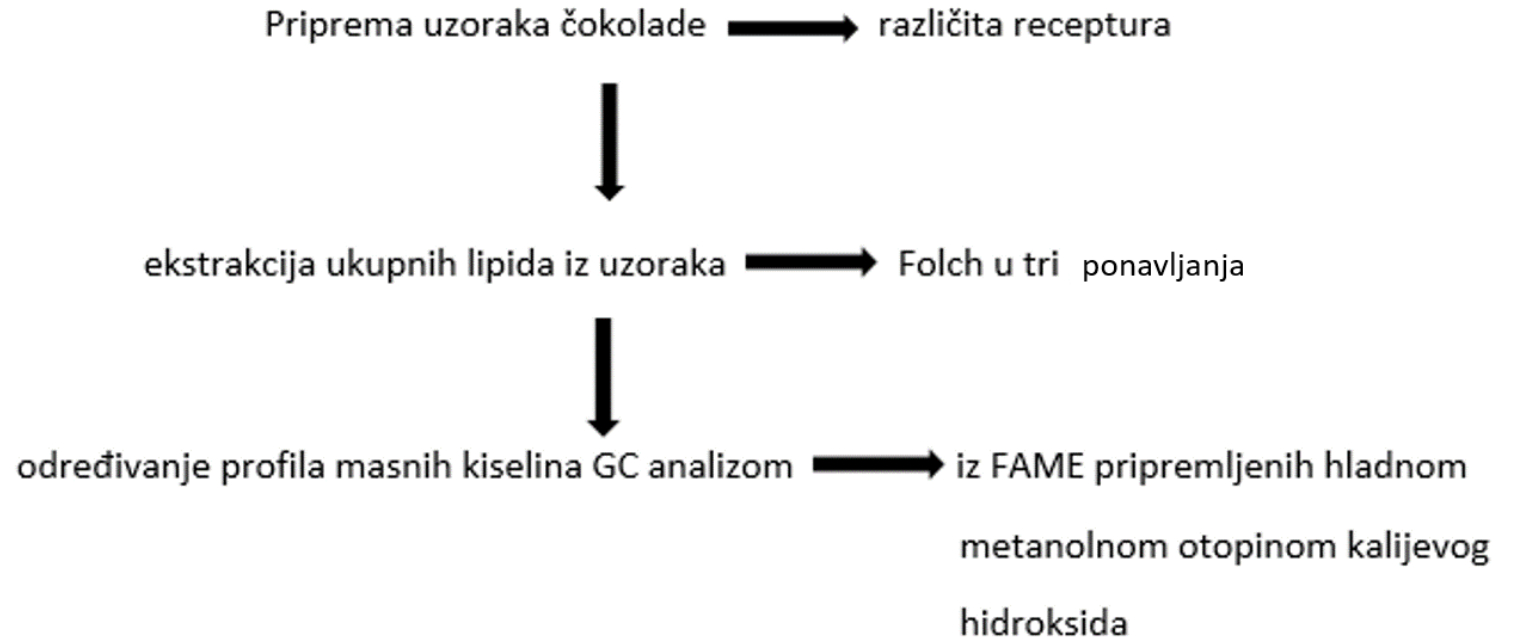 Priprema uzoraka čokolade različita receptura
ekstrakcija ukupnih lipida iz uzoraka Folch u tri ponavljanja
određivanje profila masnih kiselina GC analizom iz FAME pripremljenih hladnom
metanolnom otopinom kalijevog
hidroksida